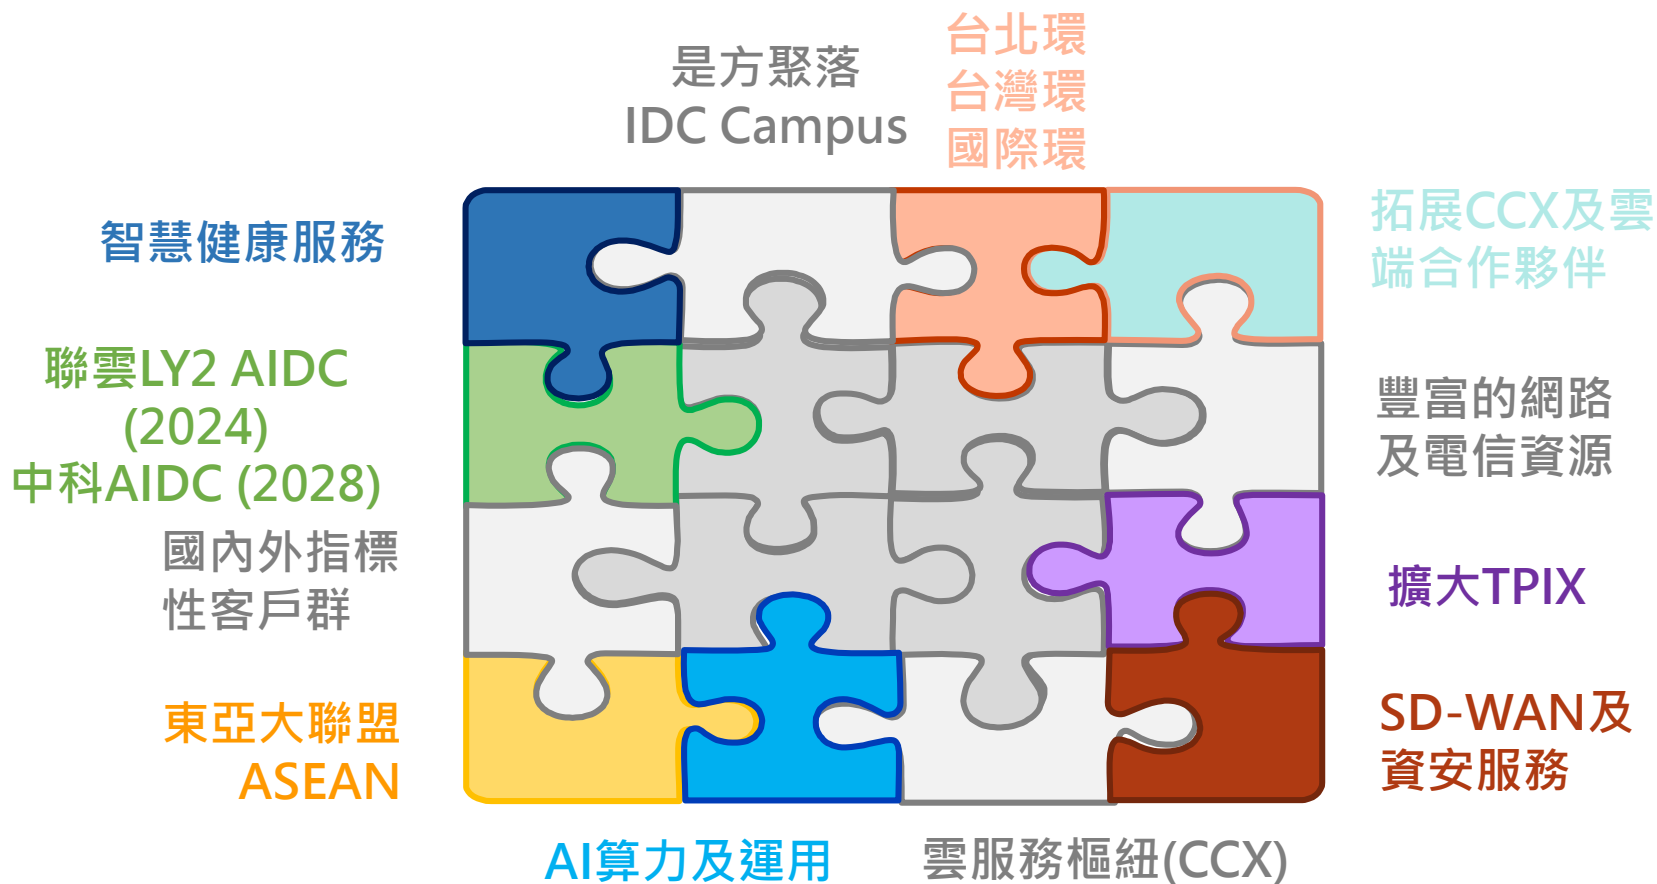 是方聚落
IDC Campus
台北環
台灣環
國際環
智慧健康服務
拓展CCX及雲
端合作夥伴
聯雲LY2 AIDC
(2024)
中科AIDC (2028)
豐富的網路
及電信資源
國內外指標
性客戶群
擴大TPIX
東亞大聯盟
ASEAN
SD-WAN及
資安服務
AI算力及運用
雲服務樞紐(CCX)